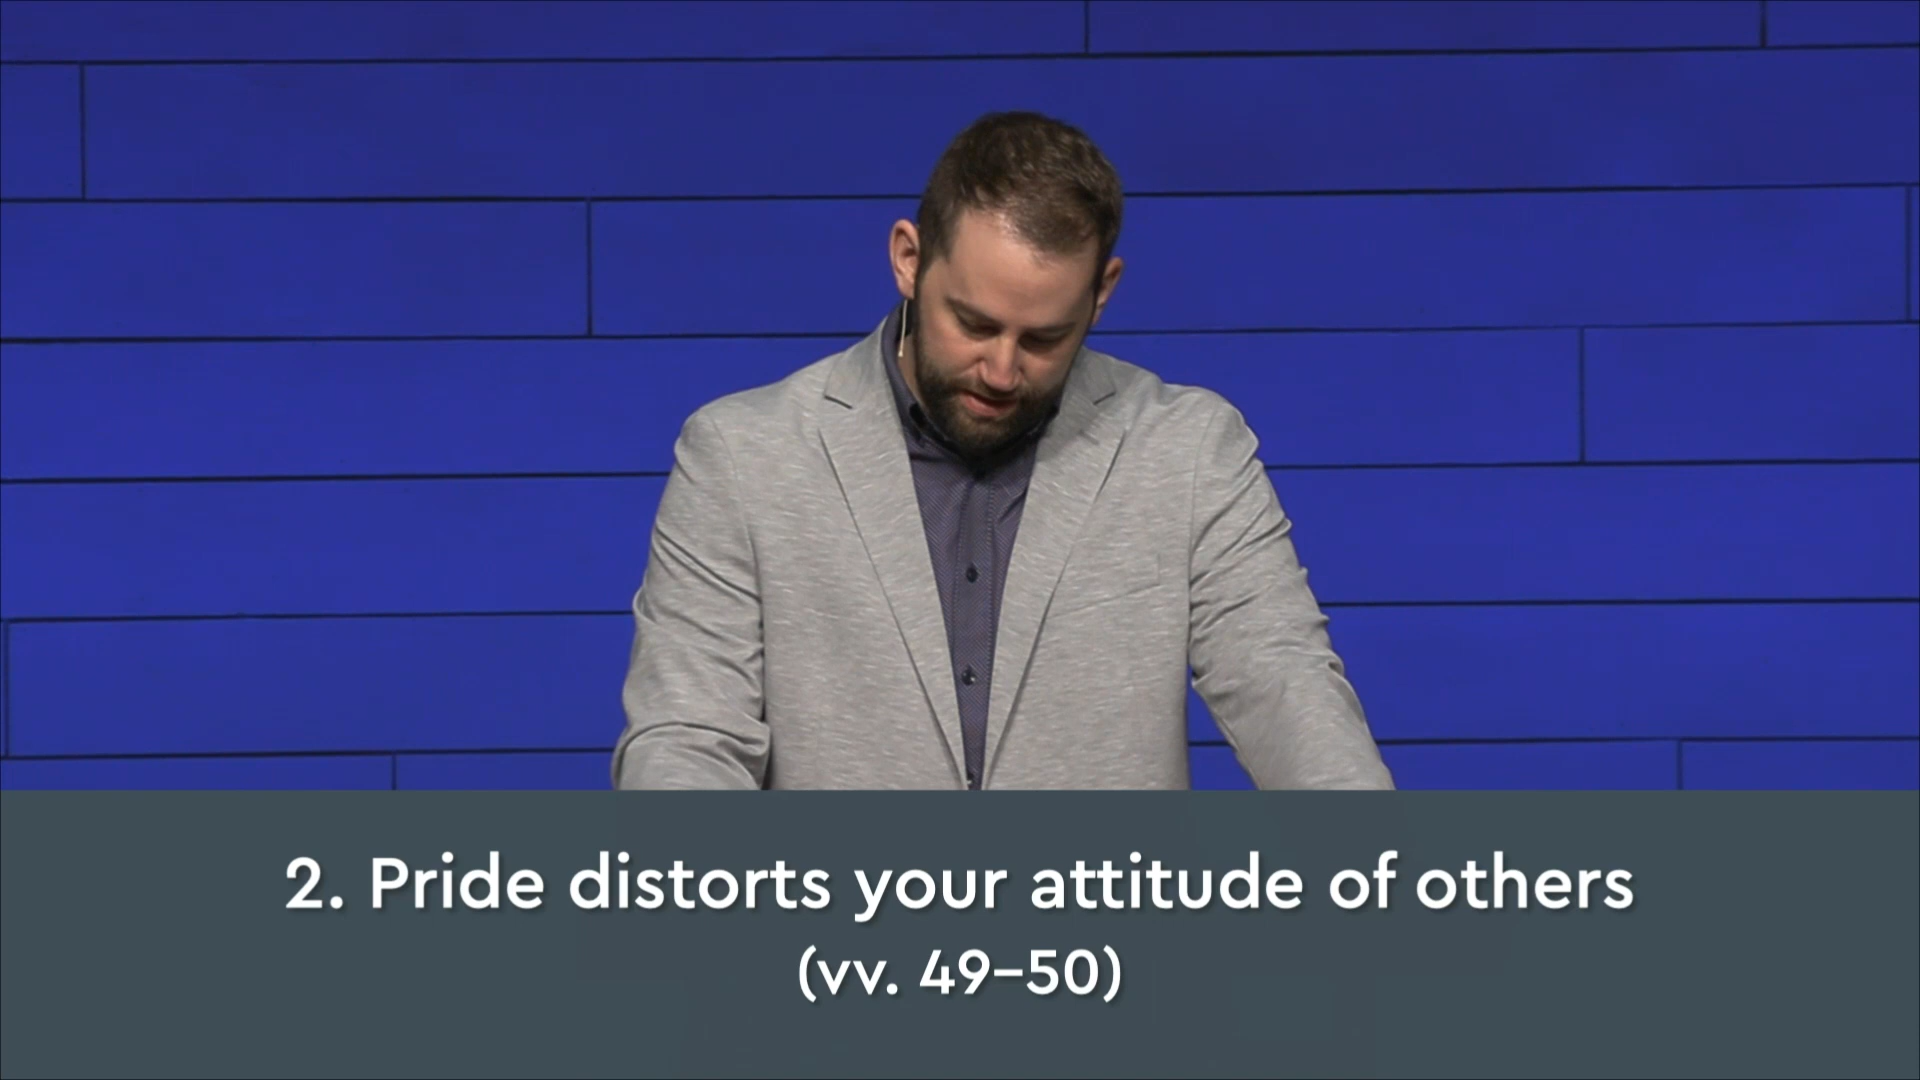 2. Pride distorts your attitude of others
(vv. 49–50)